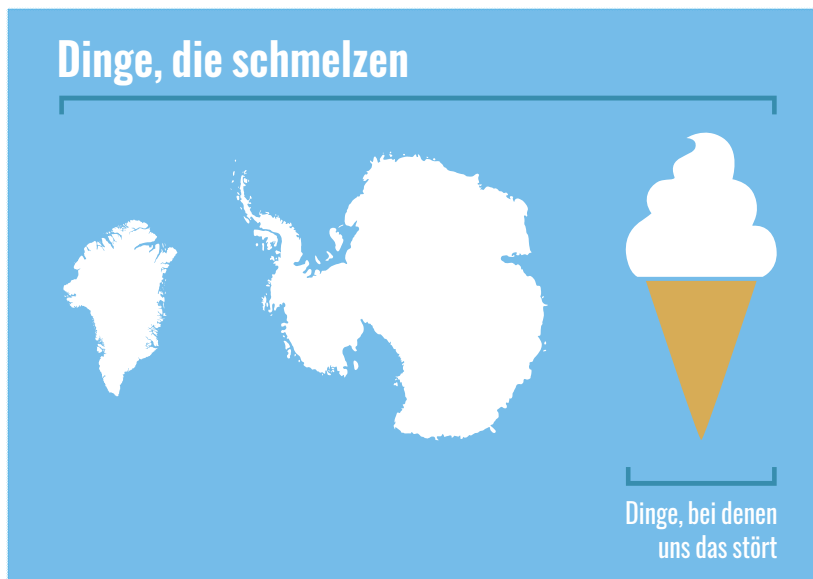 Dinge, die schmelzen
Dinge, bei denen
uns das stört